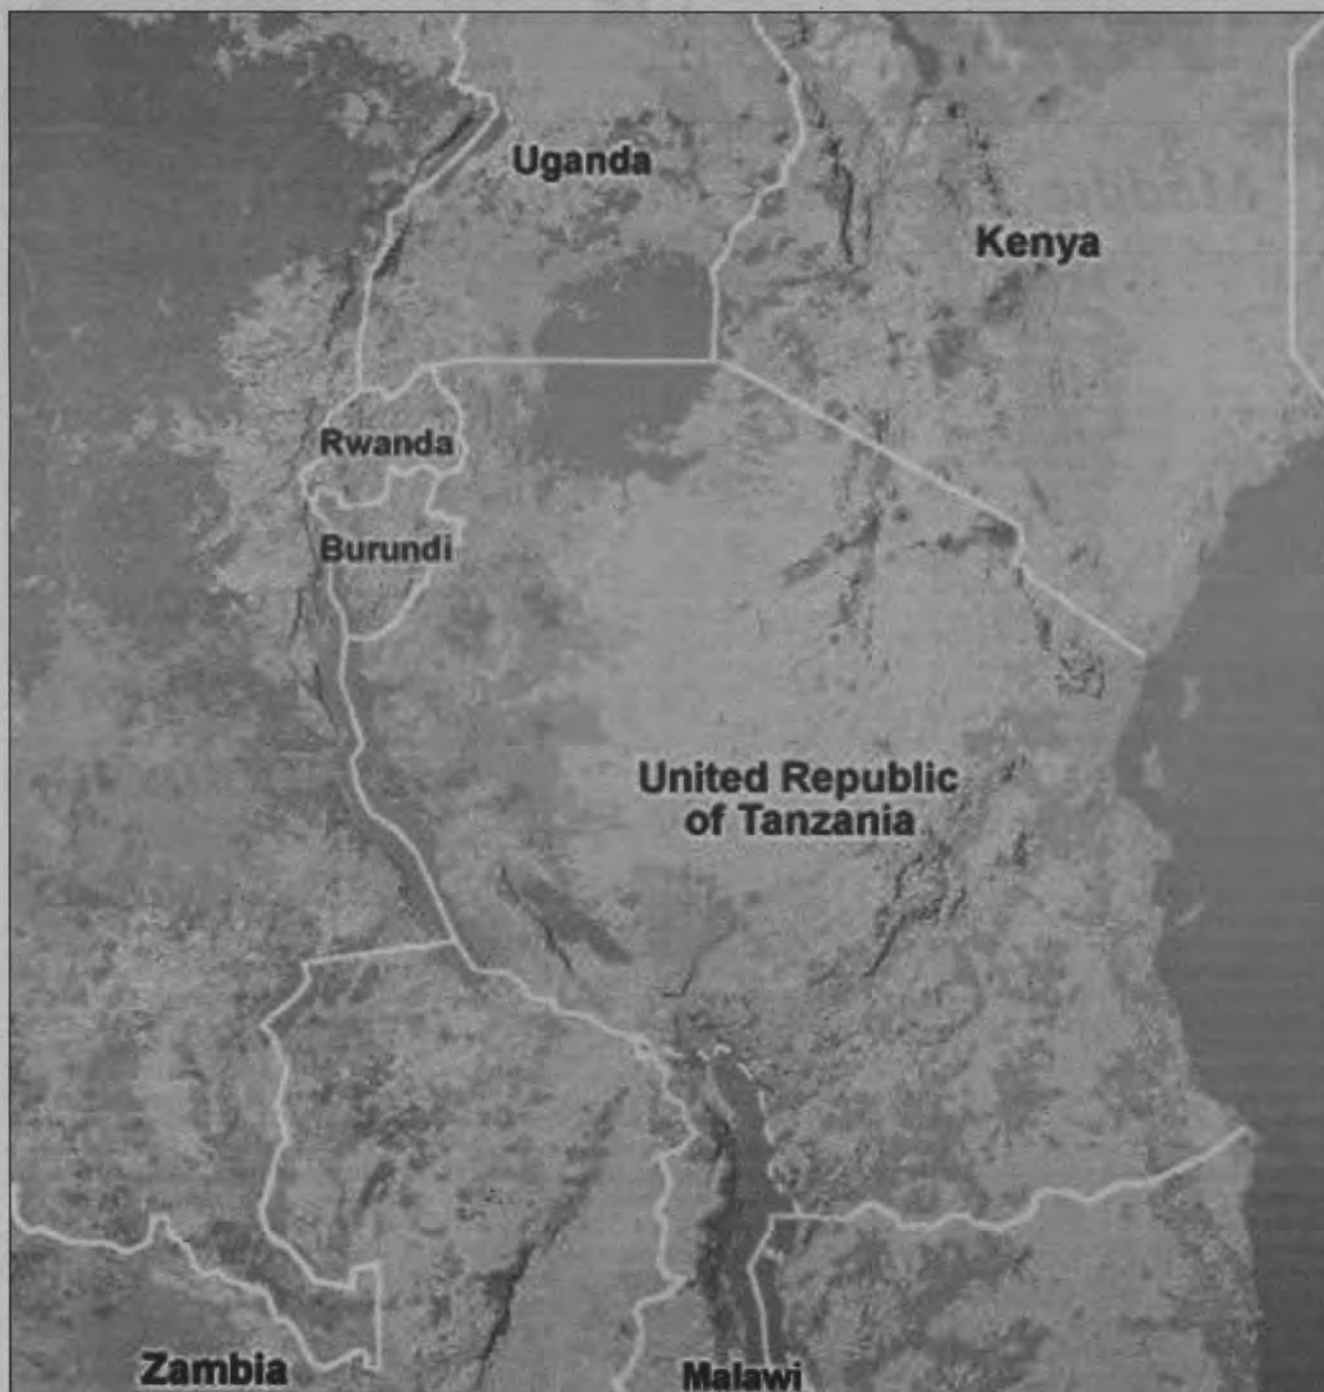 Uganda
Kenya
Rwanda
Burundi
United Republic
of Tanzania
Zambia
Malawi